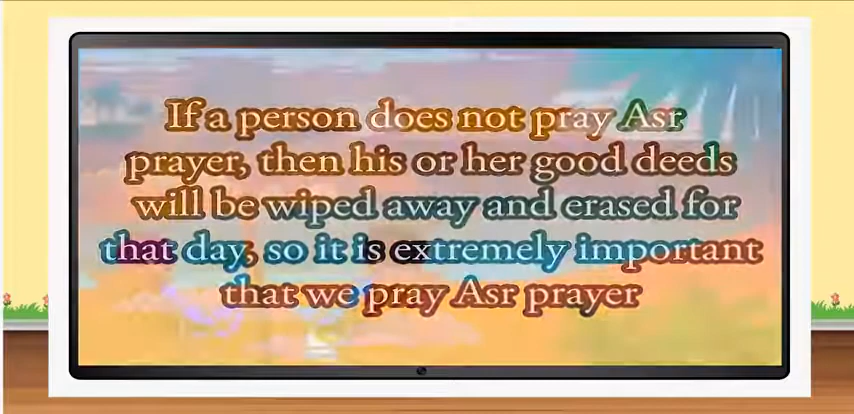 If a person does not pray Asr
prayer, then his or her good deeds
will be wiped away and erased for
that day, so it is extremely important
that we pray Asr prayer